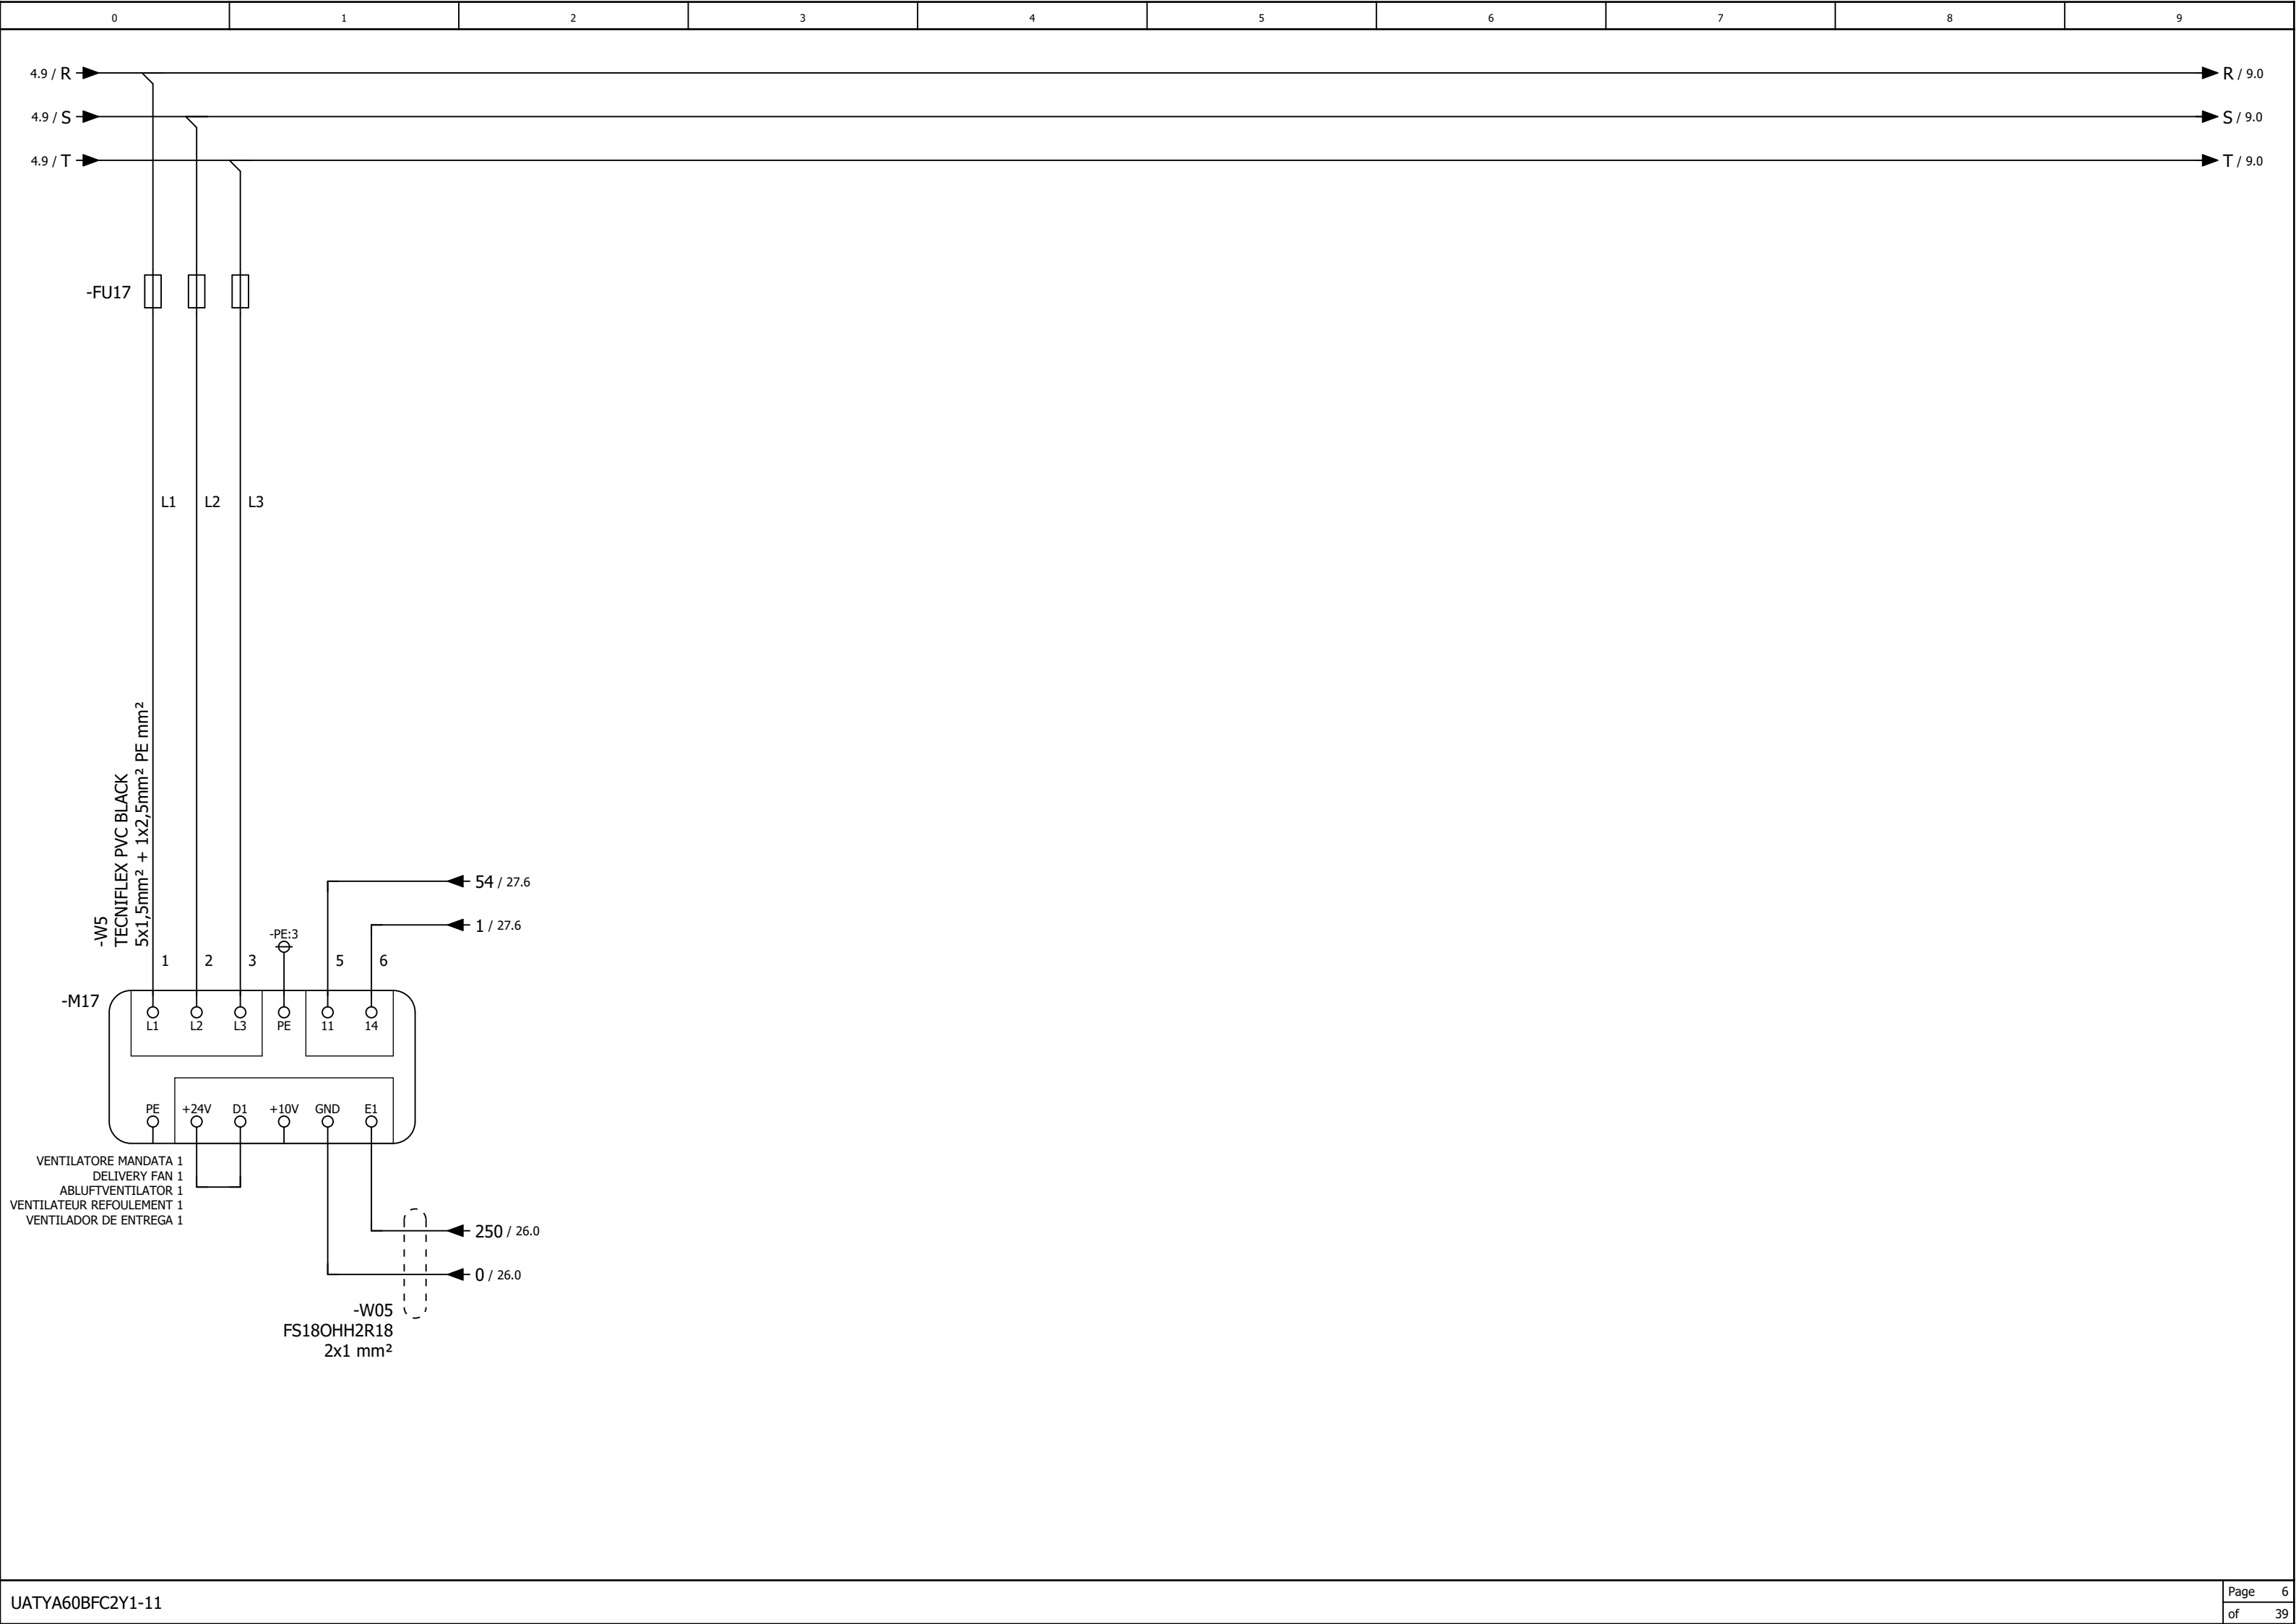 0 1 2 3 4 5 6 7 8 9
4.9 / R R / 9.0
4.9 / S S / 9.0
4.9 / T T / 9.0
-FU17
L1 L2 L3
-W5
TECNIFLEX PVC BLACK
5x1,5mm² + 1x2,5mm² PE mm²
54 / 27.6
1 / 27.6
-PE:3
1 2 3 5 6
-M17
L1 L2 L3 PE 11 14
PE +24V D1 +10V GND E1
VENTILATORE MANDATA 1
DELIVERY FAN 1
ABLUFTVENTILATOR 1
VENTILATEUR REFOULEMENT 1
VENTILADOR DE ENTREGA 1
250 / 26.0
0 / 26.0
-W05
FS18OHH2R18
2x1 mm²
UATYA60BFC2Y1-11
Page 6
of 39